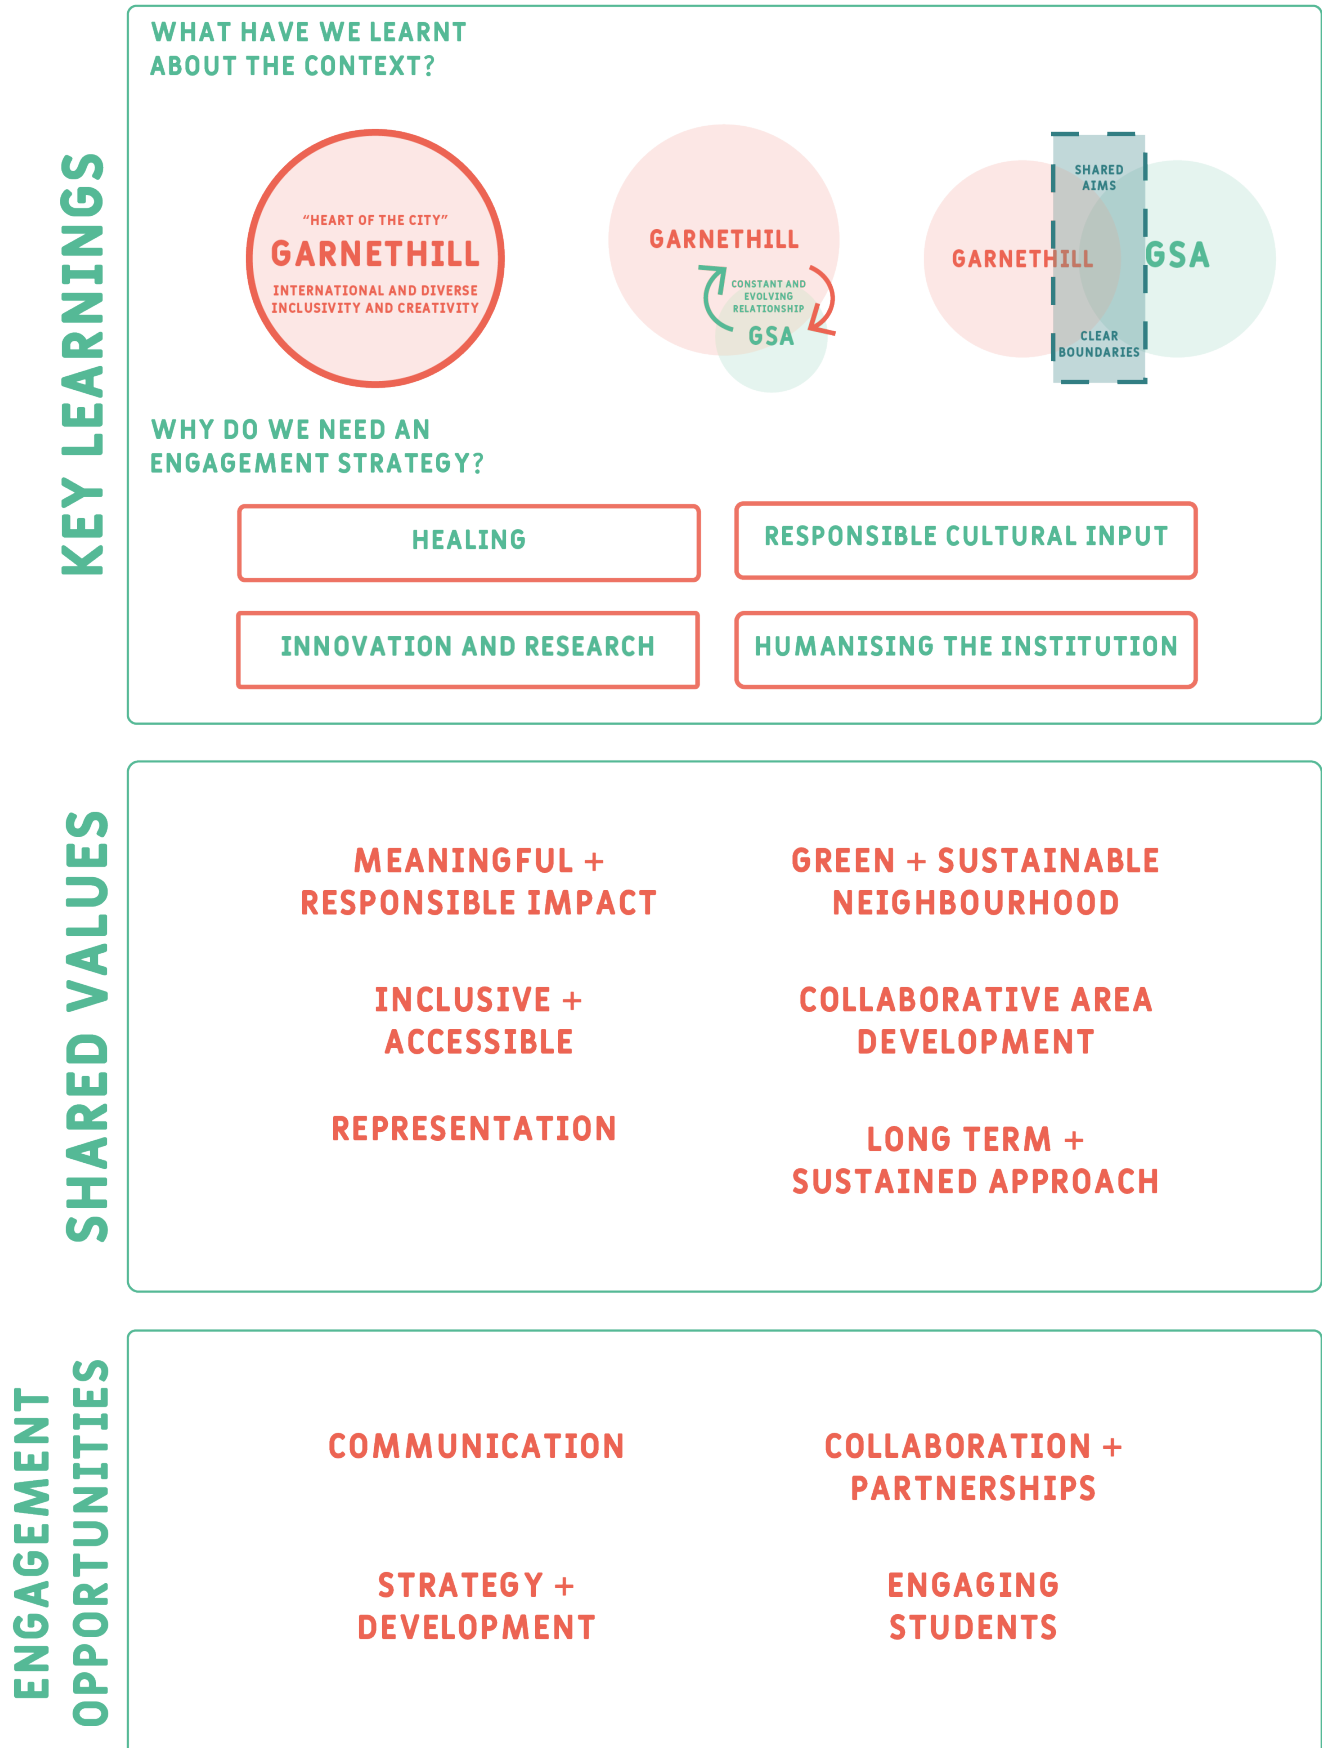 KEY LEARNINGS
WHAT HAVE WE LEARNT
ABOUT THE CONTEXT?
“HEART OF THE CITY”
GARNETHILL
INTERNATIONAL AND DIVERSE
INCLUSIVITY AND CREATIVITY
GARNETHILL
CONSTANT AND
EVOLVING
RELATIONSHIP
GSA
SHARED
AIMS
GARNETHILL
GSA
CLEAR
BOUNDARIES
WHY DO WE NEED AN
ENGAGEMENT STRATEGY?
HEALING
RESPONSIBLE CULTURAL INPUT
INNOVATION AND RESEARCH
HUMANISING THE INSTITUTION
SHARED VALUES
MEANINGFUL +
RESPONSIBLE IMPACT
GREEN + SUSTAINABLE
NEIGHBOURHOOD
INCLUSIVE +
ACCESSIBLE
COLLABORATIVE AREA
DEVELOPMENT
REPRESENTATION
LONG TERM +
SUSTAINED APPROACH
ENGAGEMENT
OPPORTUNITIES
COMMUNICATION
COLLABORATION +
PARTNERSHIPS
STRATEGY +
DEVELOPMENT
ENGAGING
STUDENTS